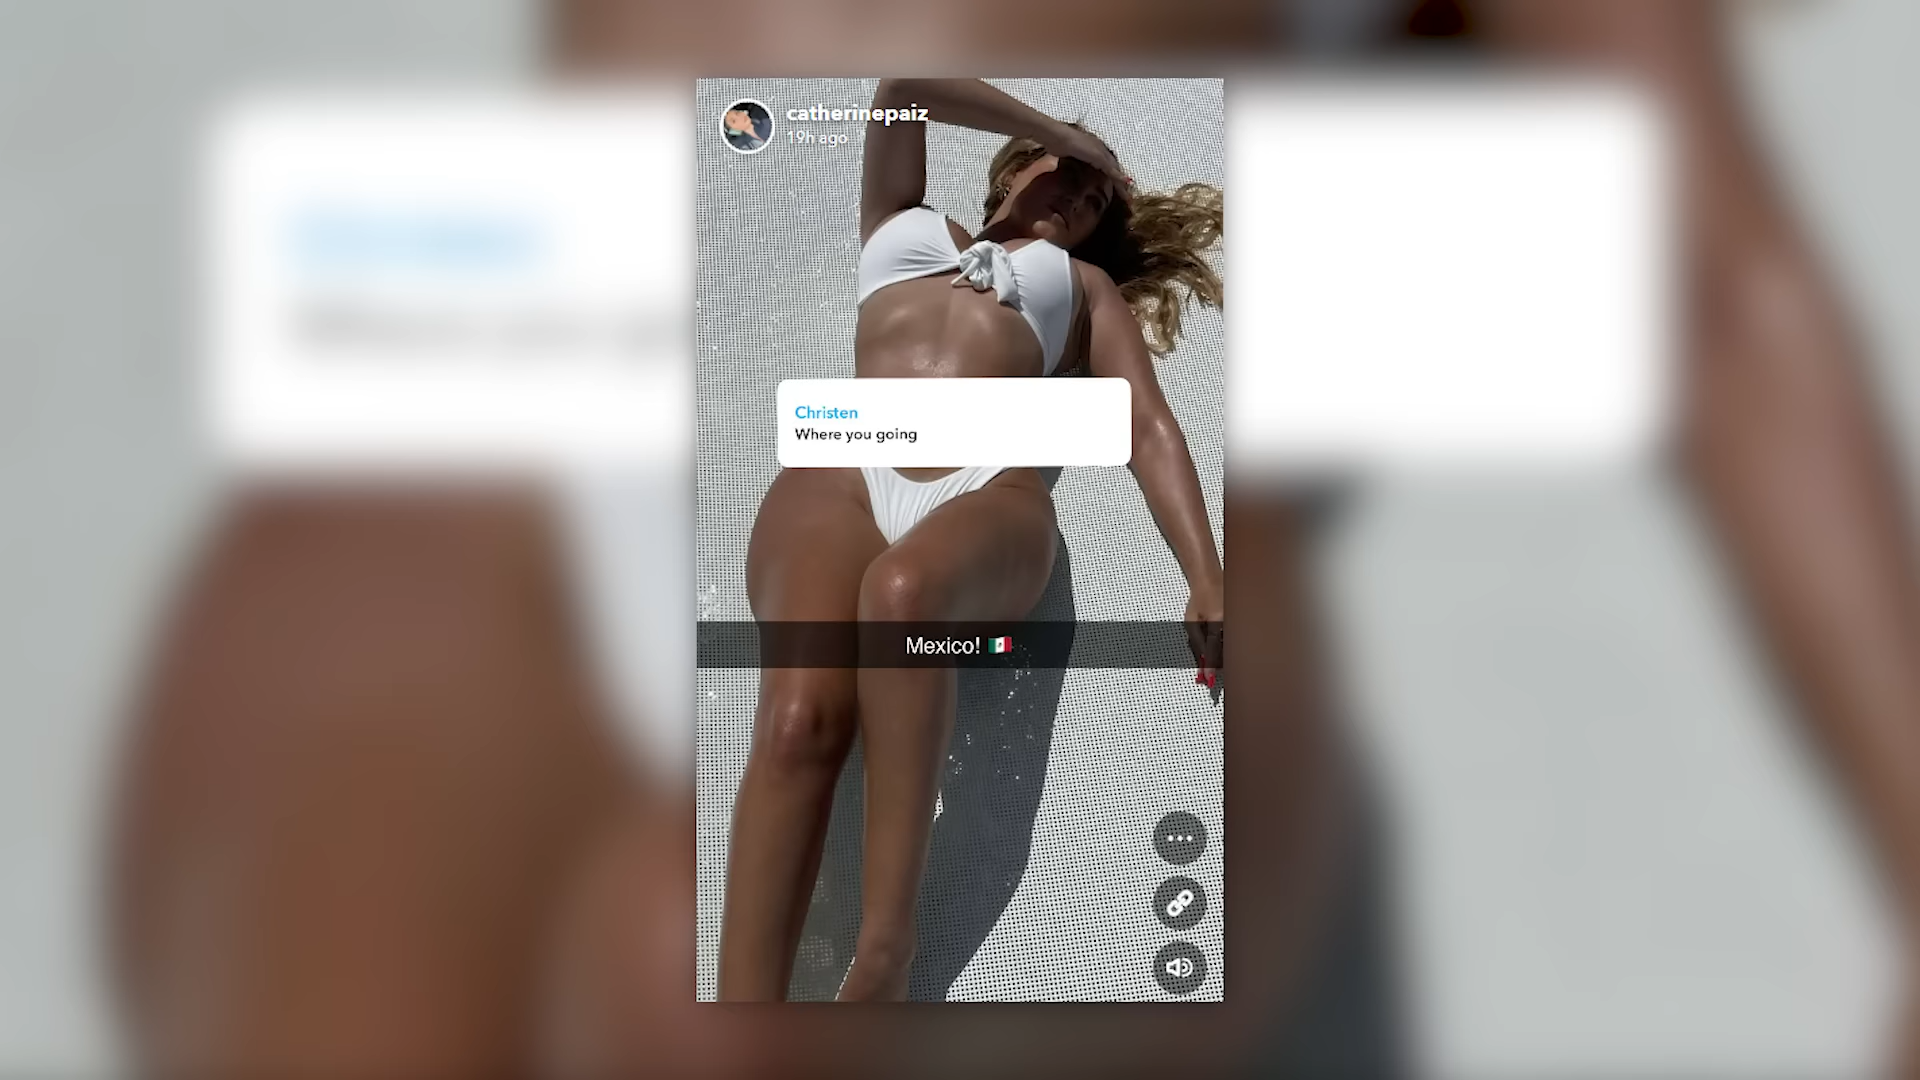 catherinepaiz
19h ago
Christen
Where you going
Mexico! 🇲🇽